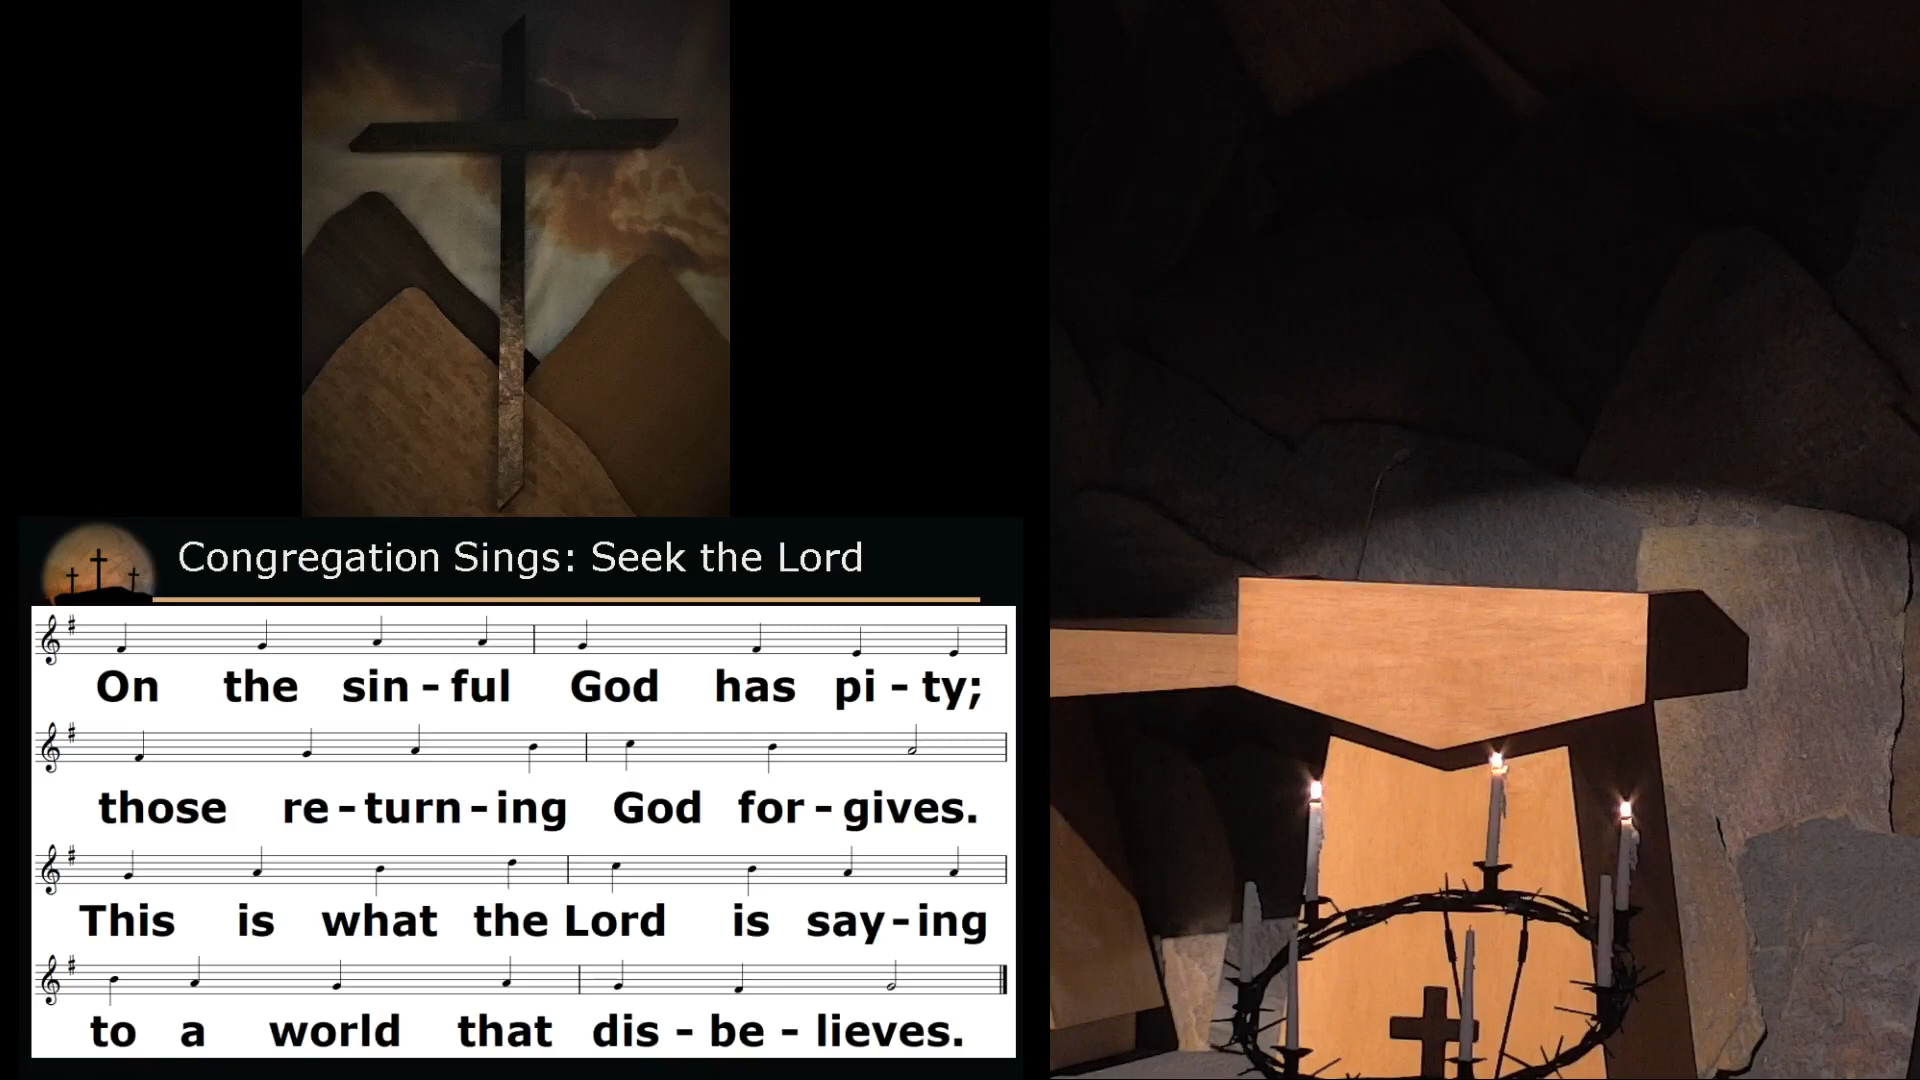 Congregation Sings: Seek the Lord
On the sin - ful God has pi - ty;
those re - turn - ing God for - gives.
This is what the Lord is say - ing
to a world that dis - be - lieves.